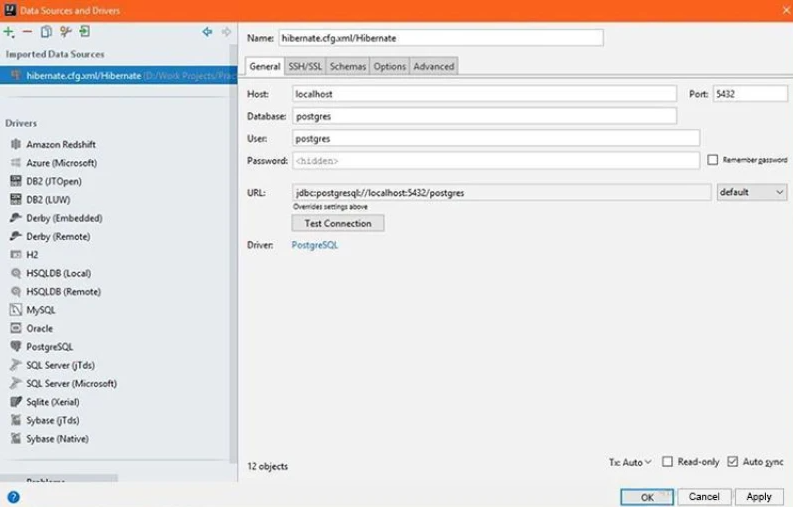 Data Sources and Drivers
Name: hibernate.cfg.xml/Hibernate
Imported Data Sources
hibernate.cfg.xml/Hibernate (D:/Work Projects/Prac
General SSH/SSL Schemas Options Advanced
Host: localhost Port: 5432
Database: postgres
User: postgres
Password: <hidden> Remember password
URL: jdbc:postgresql://localhost:5432/postgres default
Overrides settings above
Test Connection
Driver: PostgreSQL
Drivers
Amazon Redshift
Azure (Microsoft)
DB2 (JTOpen)
DB2 (LUW)
Derby (Embedded)
Derby (Remote)
H2
HSQLDB (Local)
HSQLDB (Remote)
MySQL
Oracle
PostgreSQL
SQL Server (jTds)
SQL Server (Microsoft)
Sqlite (Xerial)
Sybase (jTds)
Sybase (Native)
12 objects Tx: Auto Read-only Auto sync
Problems
OK Cancel Apply